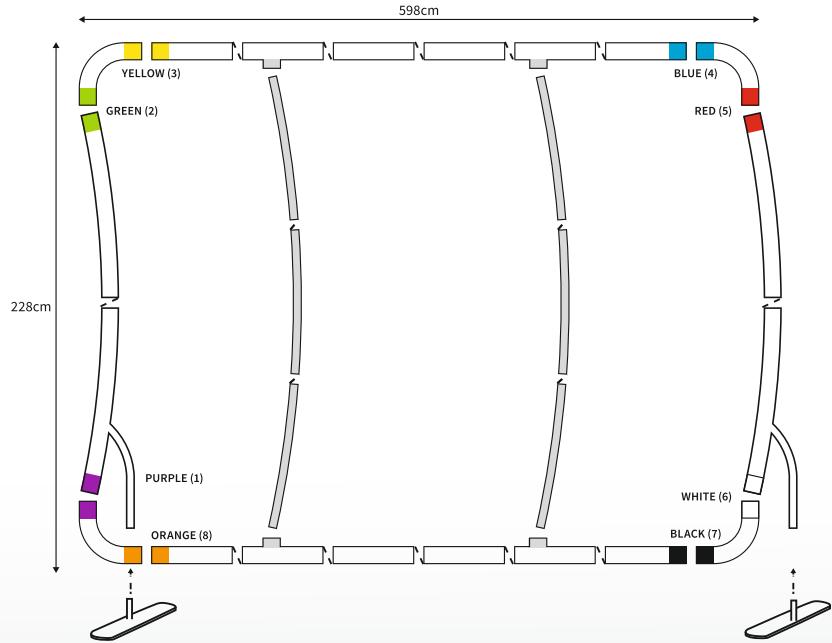 598cm
YELLOW (3)
BLUE (4)
GREEN (2)
RED (5)
228cm
PURPLE (1)
WHITE (6)
ORANGE (8)
BLACK (7)